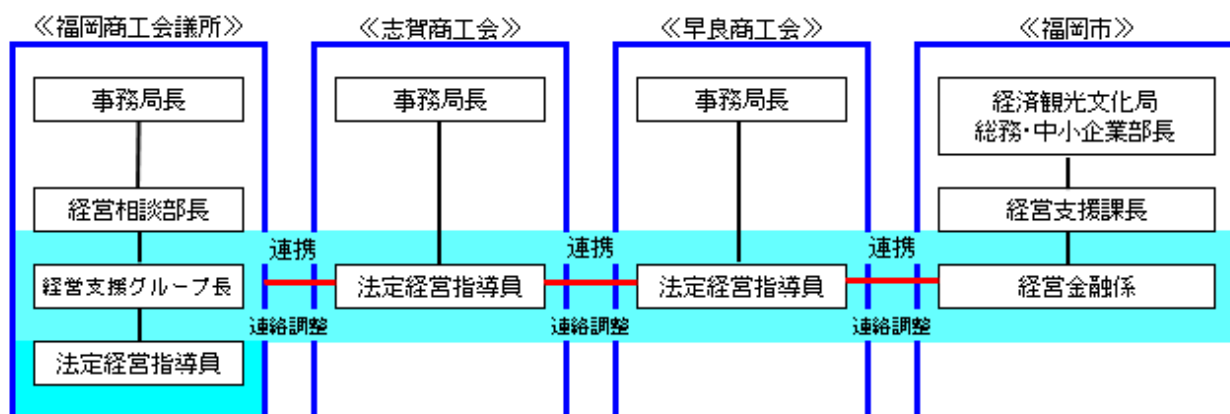 ≪福岡商工会議所≫
≪志賀商工会≫
≪早良商工会≫
≪福岡市≫
事務局長
事務局長
事務局長
経済観光文化局
総務・中小企業部長
経営相談部長
経営支援課長
連携
連携
連携
経営支援グループ長
法定経営指導員
法定経営指導員
経営金融係
連絡調整
連絡調整
連絡調整
法定経営指導員